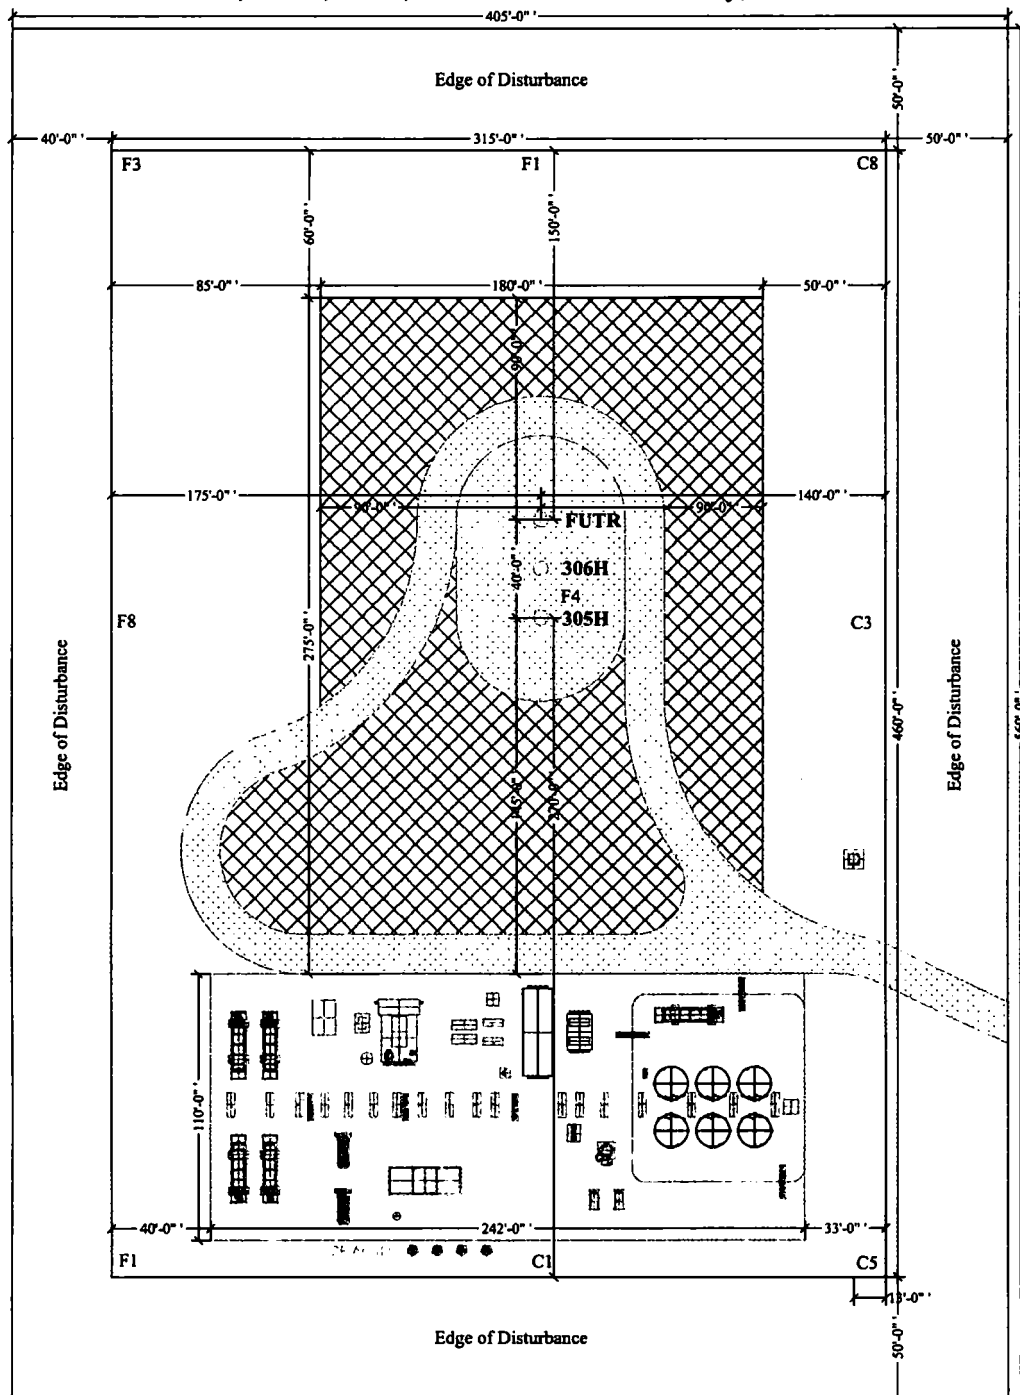 405'-0" '
Edge of Disturbance
50'-0" '
40'-0" '
315'-0" '
50'-0" '
F3
F1
C8
60'-0" '
150'-0" '
85'-0" '
180'-0" '
50'-0" '
90'-0" '
175'-0" '
140'-0" '
90'-0" '
90'-0" '
FUTR
40'-0" '
306H
F4
305H
F8
C3
275'-0" '
Edge of Disturbance
Edge of Disturbance
460'-0" '
560'-0" '
145'-0" '
270'-0" '
110'-0" '
40'-0" '
242'-0" '
33'-0" '
F1
C1
C5
13'-0" '
Edge of Disturbance
50'-0" '